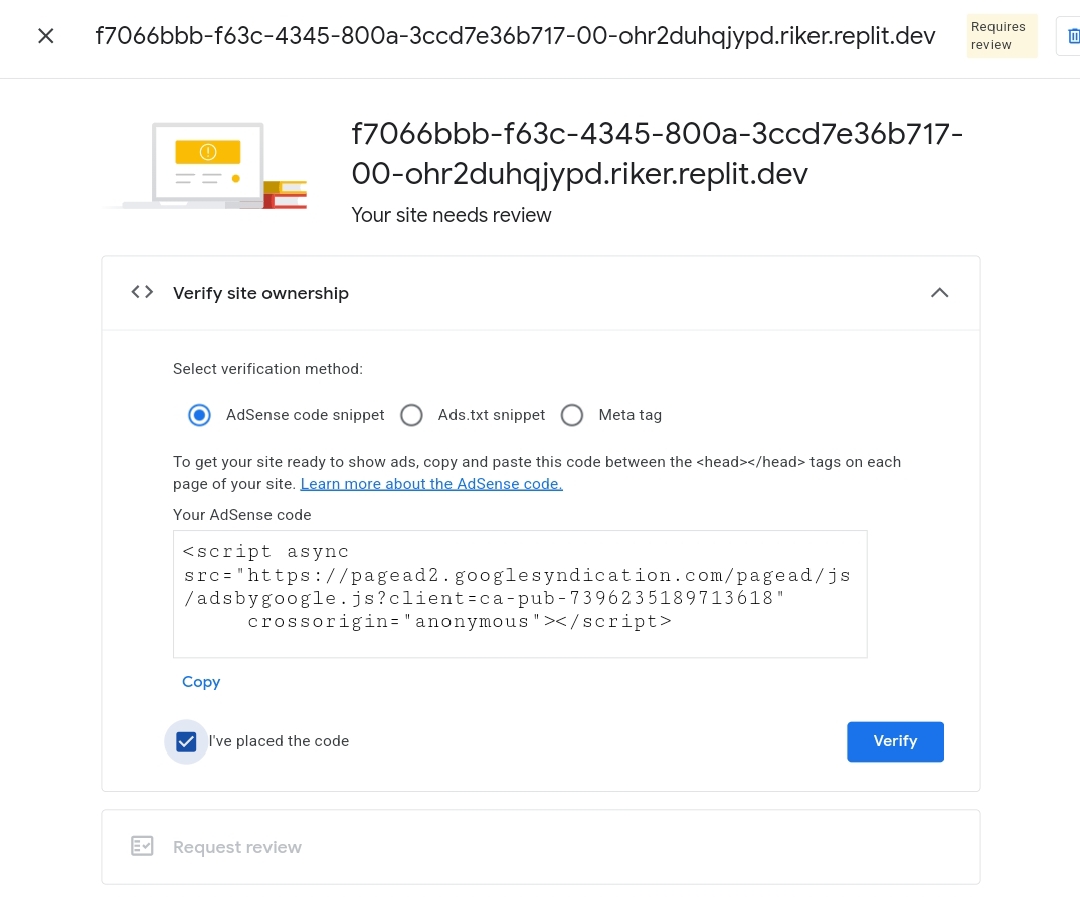 f7066bbb-f63c-4345-800a-3ccd7e36b717-00-ohr2duhqjypd.riker.replit.dev
Requires
review
f7066bbb-f63c-4345-800a-3ccd7e36b717-
00-ohr2duhqjypd.riker.replit.dev
Your site needs review
Verify site ownership
Select verification method:
AdSense code snippet
Ads.txt snippet
Meta tag
To get your site ready to show ads, copy and paste this code between the <head></head> tags on each
page of your site. Learn more about the AdSense code.
Your AdSense code
<script async
src="https://pagead2.googlesyndication.com/pagead/js
/adsbygoogle.js?client=ca-pub-7396235189713618"
     crossorigin="anonymous"></script>
Copy
I've placed the code
Verify
Request review